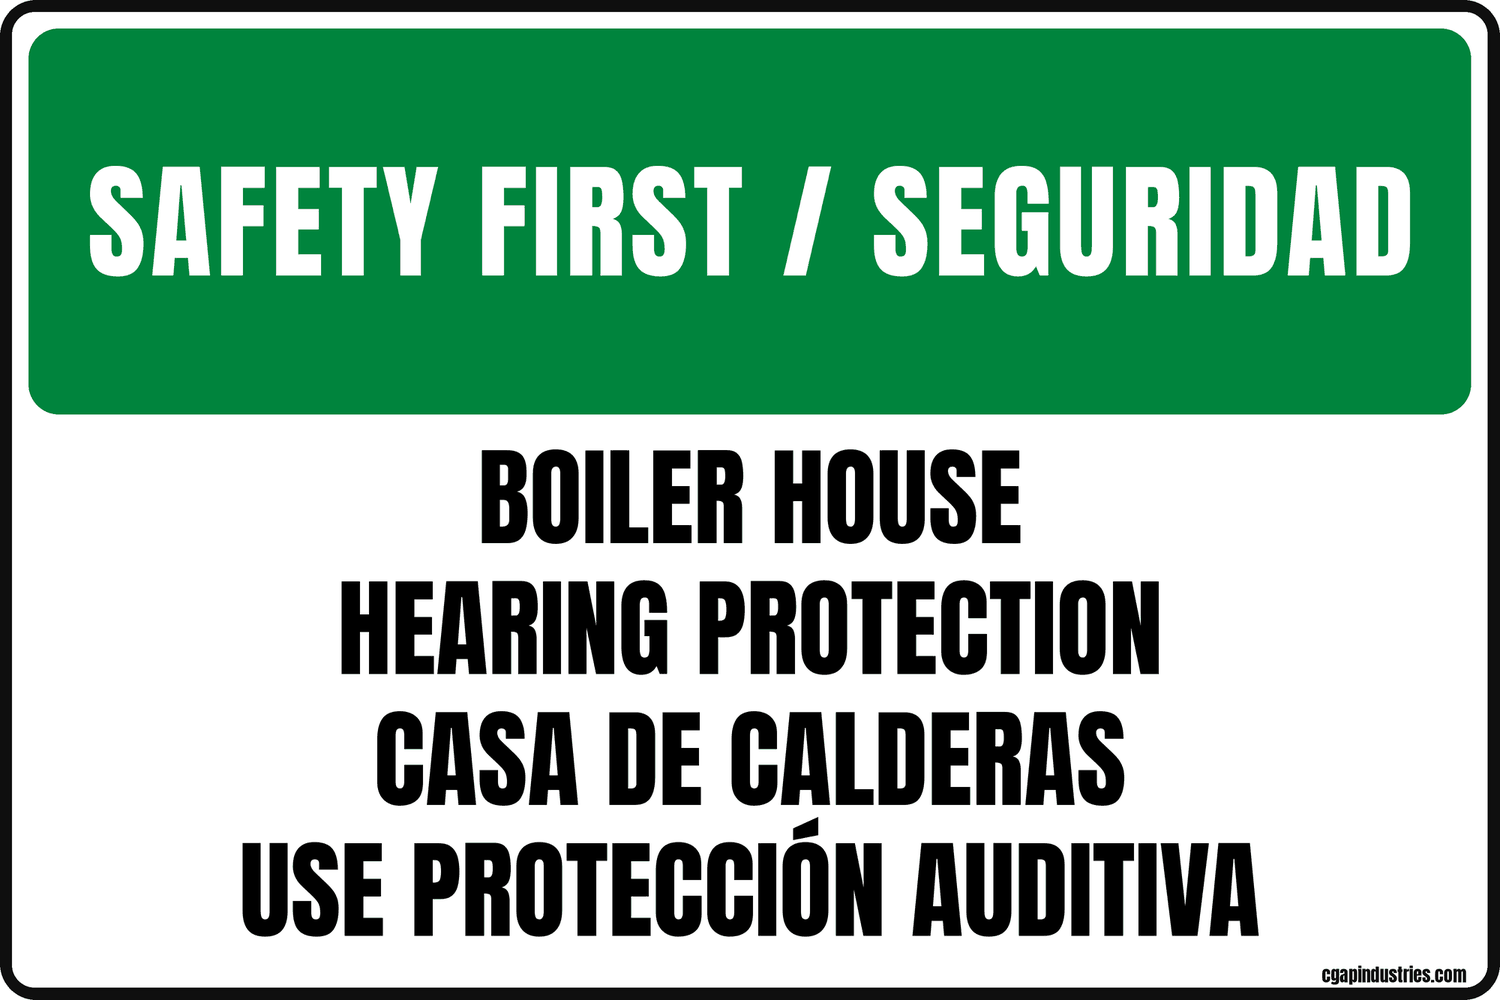 SAFETY FIRST / SEGURIDAD
BOILER HOUSE
HEARING PROTECTION
CASA DE CALDERAS
USE PROTECCIÓN AUDITIVA
cgapindustries.com